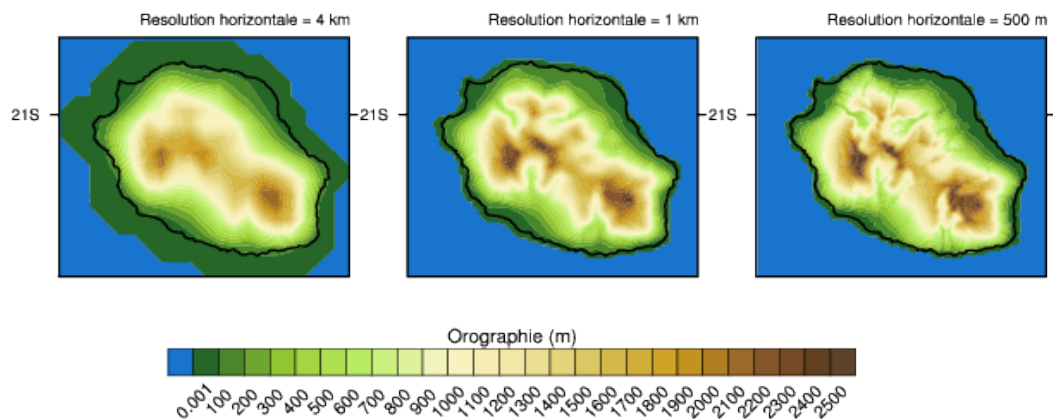 Resolution horizontale = 4 km
Resolution horizontale = 1 km
Resolution horizontale = 500 m
21S
21S
21S
Orographie (m)
0.001 100 200 300 400 500 600 700 800 900 1000 1100 1200 1300 1400 1500 1600 1700 1800 1900 2000 2100 2200 2300 2400 2500